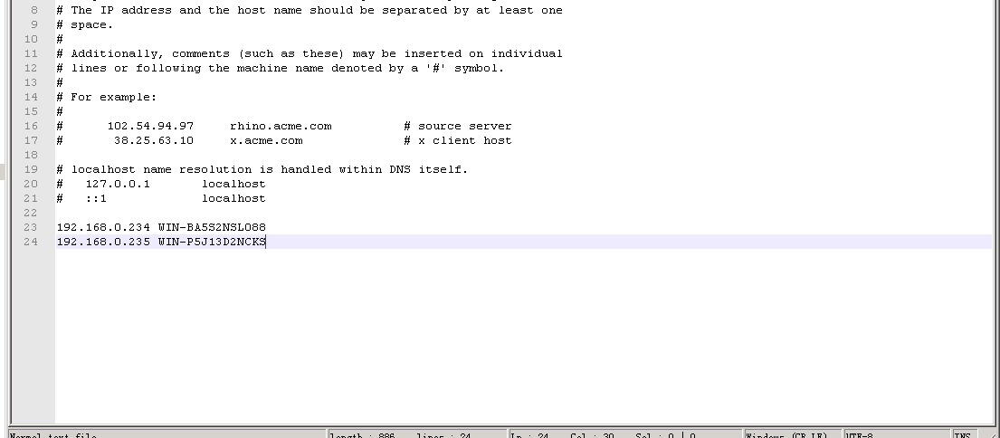 8 # The IP address and the host name should be separated by at least one
9 # space.
10 #
11 # Additionally, comments (such as these) may be inserted on individual
12 # lines or following the machine name denoted by a '#' symbol.
13 #
14 # For example:
15 #
16 #      102.54.94.97     rhino.acme.com          # source server
17 #       38.25.63.10     x.acme.com              # x client host
18
19 # localhost name resolution is handled within DNS itself.
20 #   127.0.0.1       localhost
21 #   ::1             localhost
22
23 192.168.0.234 WIN-BA5S2NSLO88
24 192.168.0.235 WIN-P5J13D2NCKS
Normal text file length : 886 lines : 24 Ln : 24 Col : 30 Sel : 0 | 0 Windows (CR LF) UTF-8 INS